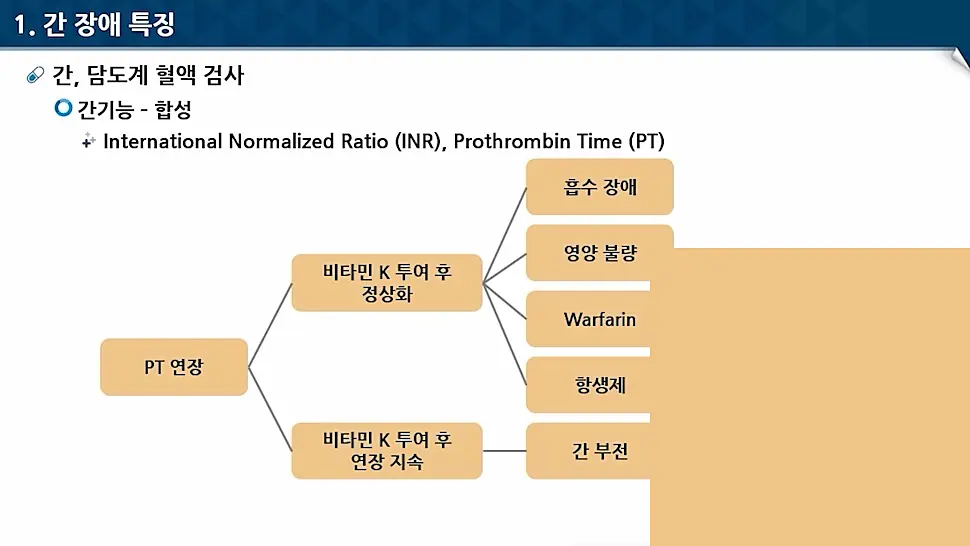 1. 간 장애 특징
간, 담도계 혈액 검사
간기능 - 합성
International Normalized Ratio (INR), Prothrombin Time (PT)
흡수 장애
영양 불량
비타민 K 투여 후
정상화
Warfarin
PT 연장
항생제
비타민 K 투여 후
연장 지속
간 부전